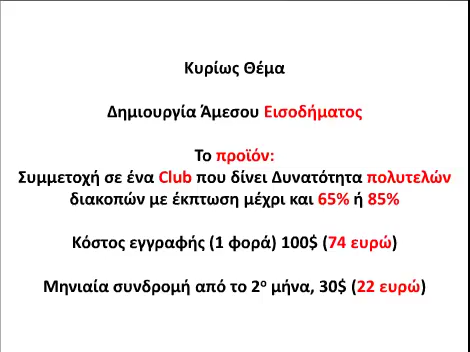 Κυρίως Θέμα
Δημιουργία Άμεσου Εισοδήματος
Το προϊόν:
Συμμετοχή σε ένα Club που δίνει Δυνατότητα πολυτελών
διακοπών με έκπτωση μέχρι και 65% ή 85%
Κόστος εγγραφής (1 φορά) 100$ (74 ευρώ)
Μηνιαία συνδρομή από το 2ο μήνα, 30$ (22 ευρώ)